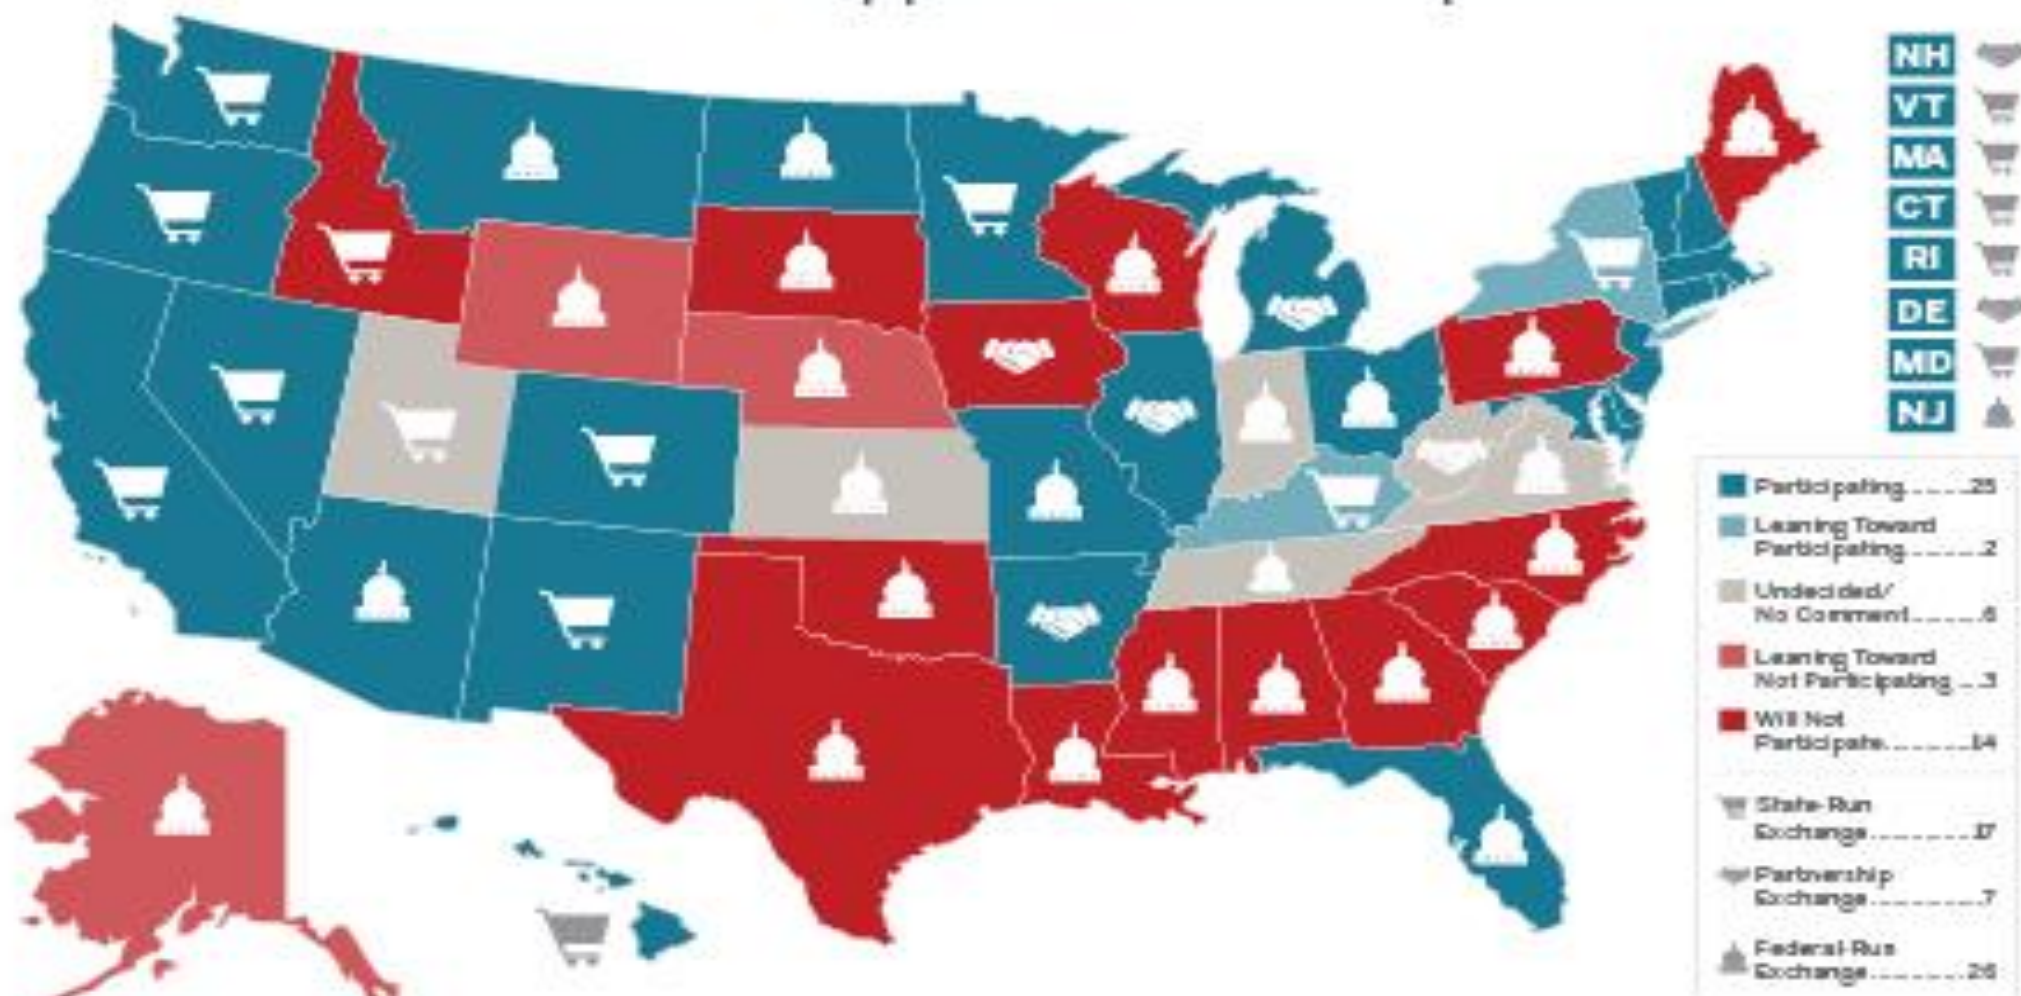 NH
VT
MA
CT
RI
DE
MD
NJ
Participating......25
Leaning Toward
Participating.......2
Undecided/
No Comment......6
Leaning Toward
Not Participating...3
Will Not
Participate.......14
State-Run
Exchange.......17
Partnership
Exchange........7
Federal-Run
Exchange.......26